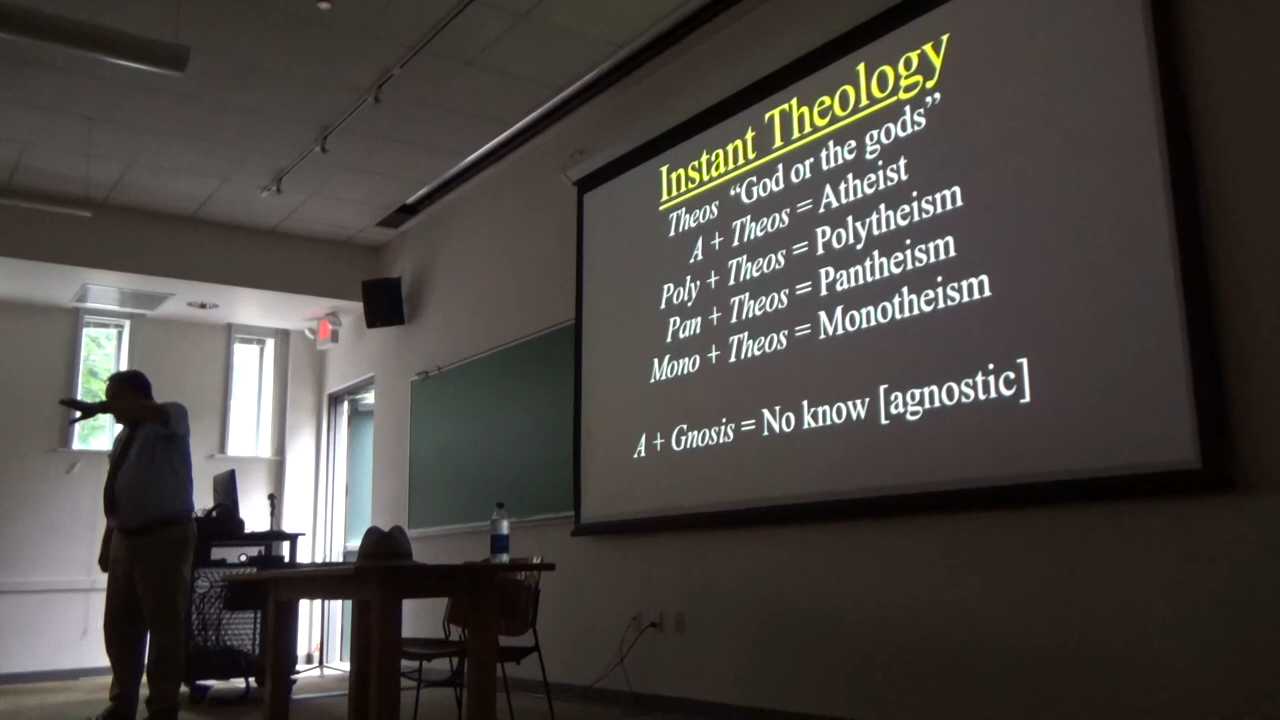 Instant Theology
Theos "God or the gods"
A + Theos = Atheist
Poly + Theos = Polytheism
Pan + Theos = Pantheism
Mono + Theos = Monotheism
A + Gnosis = No know [agnostic]